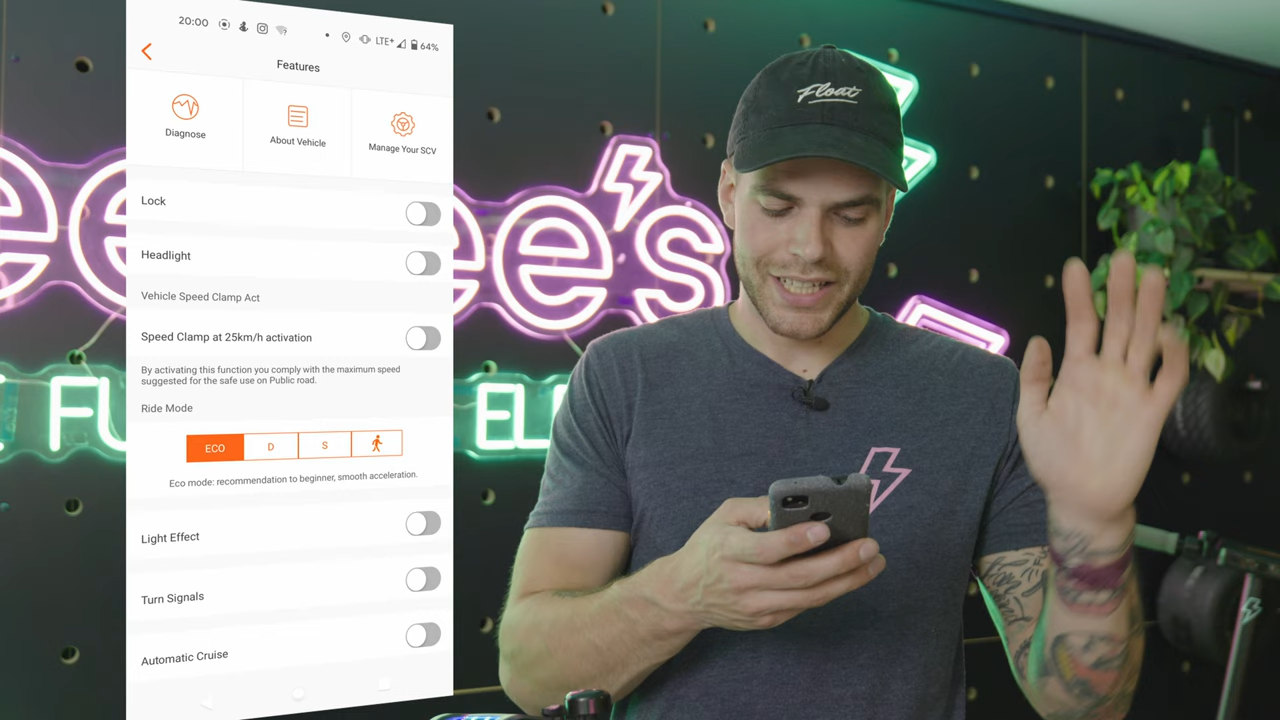 20:00
LTE+
64%
Features
Diagnose
About Vehicle
Manage Your SCV
Lock
Headlight
Vehicle Speed Clamp Act
Speed Clamp at 25km/h activation
By activating this function you comply with the maximum speed
suggested for the safe use on Public road.
Ride Mode
ECO
D
S
Eco mode: recommendation to beginner, smooth acceleration.
Light Effect
Turn Signals
Automatic Cruise
Float
ee's